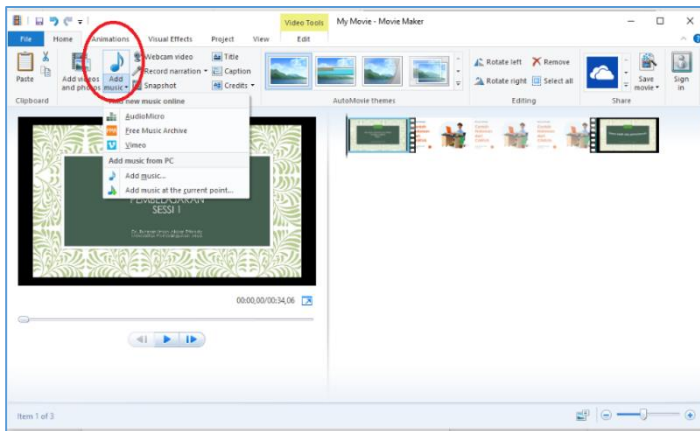 Video Tools
My Movie - Movie Maker
File
Home
Animations
Visual Effects
Project
View
Edit
Paste
Add videos
and photos
Add
music
Webcam video
Record narration
Snapshot
Title
Caption
Credits
Rotate left
Rotate right
Remove
Select all
Save
movie
Sign
in
Clipboard
AutoMovie themes
Editing
Share
Add new music online
AudioMicro
Free Music Archive
Vimeo
Add music from PC
Add music...
Add music at the current point...
PEMBELAJARAN
SESSI I
00:00,00/00:34,06
Item 1 of 3